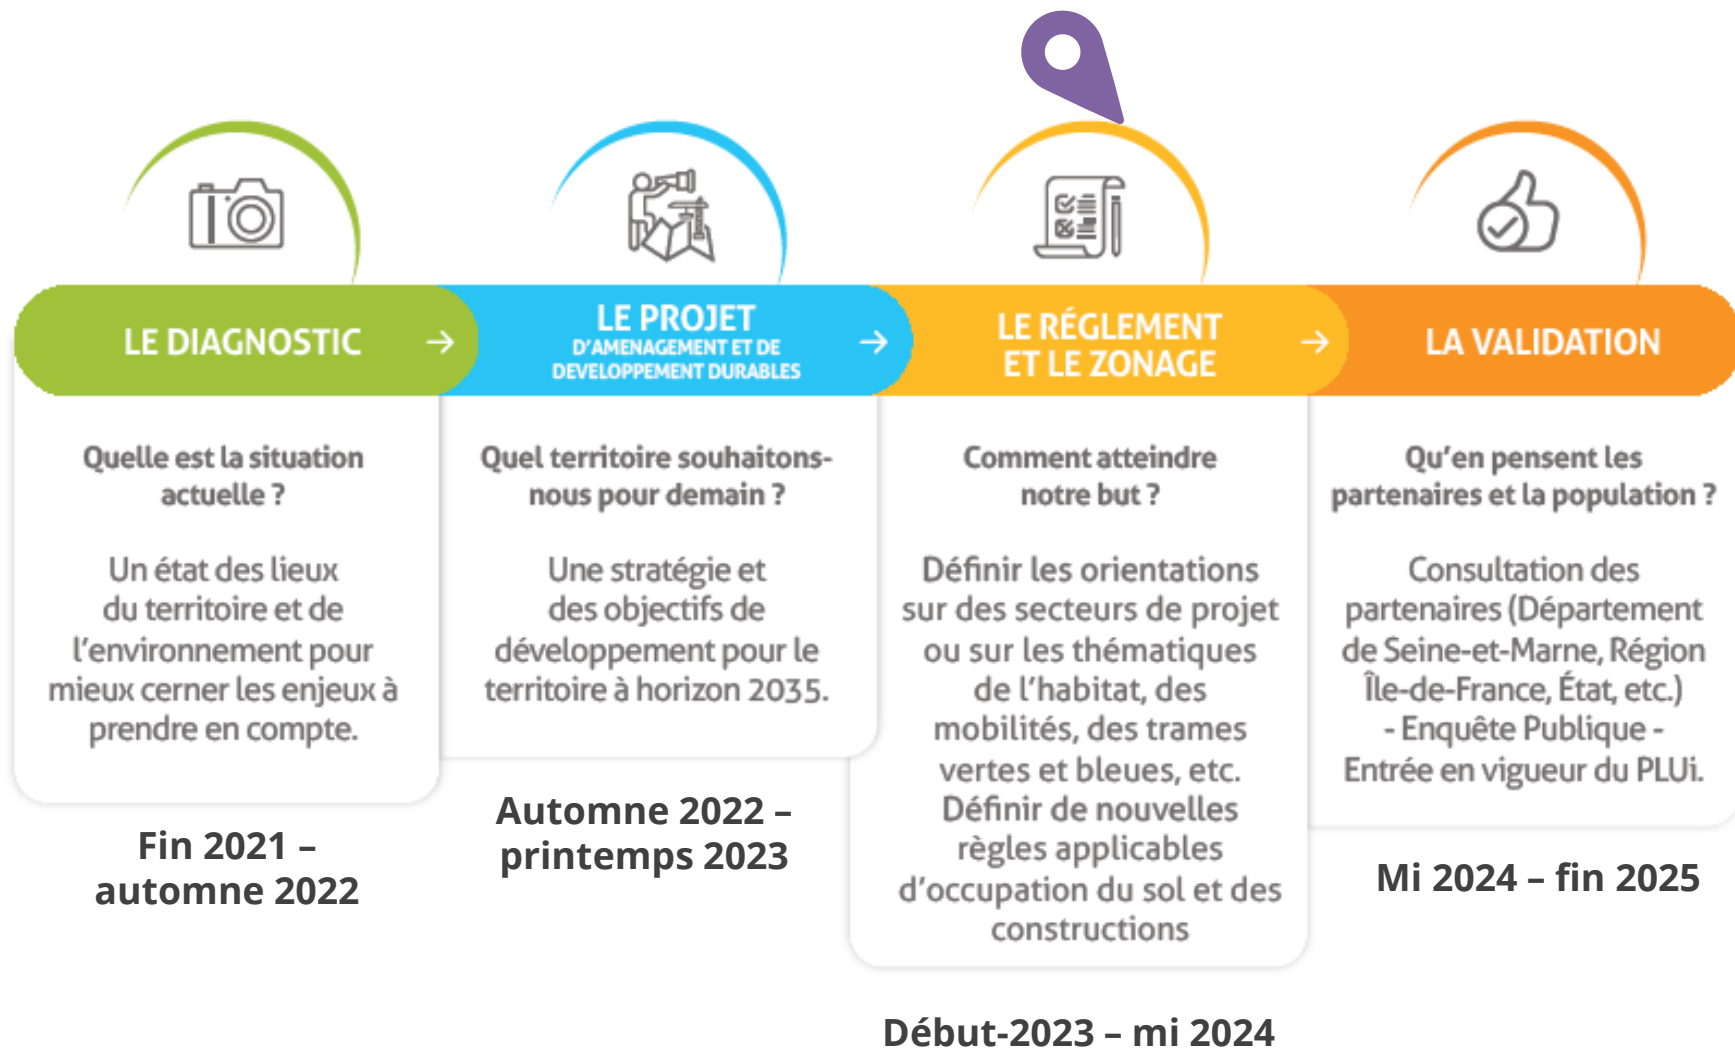 LE DIAGNOSTIC
Quelle est la situation
actuelle ?
Un état des lieux
du territoire et de
l'environnement pour
mieux cerner les enjeux à
prendre en compte.
Fin 2021 –
automne 2022
LE PROJET
D'AMENAGEMENT ET DE
DEVELOPPEMENT DURABLES
Quel territoire souhaitons-
nous pour demain ?
Une stratégie et
des objectifs de
développement pour le
territoire à horizon 2035.
Automne 2022 –
printemps 2023
LE RÉGLEMENT
ET LE ZONAGE
Comment atteindre
notre but ?
Définir les orientations
sur des secteurs de projet
ou sur les thématiques
de l'habitat, des
mobilités, des trames
vertes et bleues, etc.
Définir de nouvelles
règles applicables
d'occupation du sol et des
constructions
Début-2023 – mi 2024
LA VALIDATION
Qu'en pensent les
partenaires et la population ?
Consultation des
partenaires (Département
de Seine-et-Marne, Région
Île-de-France, État, etc.)
- Enquête Publique -
Entrée en vigueur du PLUi.
Mi 2024 – fin 2025